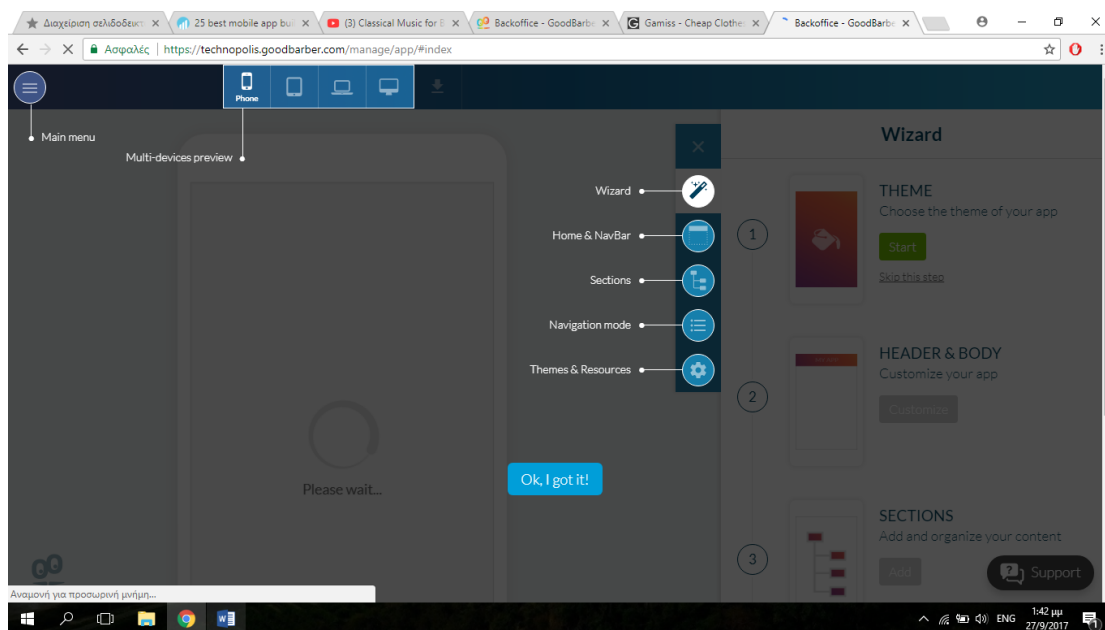 Διαχείριση σελιδοδεικτ
25 best mobile app bui
(3) Classical Music for B
Backoffice - GoodBarbe
Gamiss - Cheap Clothes
Backoffice - GoodBarbe
Ασφαλές
https://technopolis.goodbarber.com/manage/app/#index
Phone
Main menu
Multi-devices preview
Wizard
Home & NavBar
Sections
Navigation mode
Themes & Resources
Please wait...
Ok, I got it!
Wizard
1
THEME
Choose the theme of your app
Start
Skip this step
2
HEADER & BODY
Customize your app
Customize
3
SECTIONS
Add and organize your content
Add
Support
Αναμονή για προσωρινή μνήμη...
ENG
1:42 μμ
27/9/2017
1